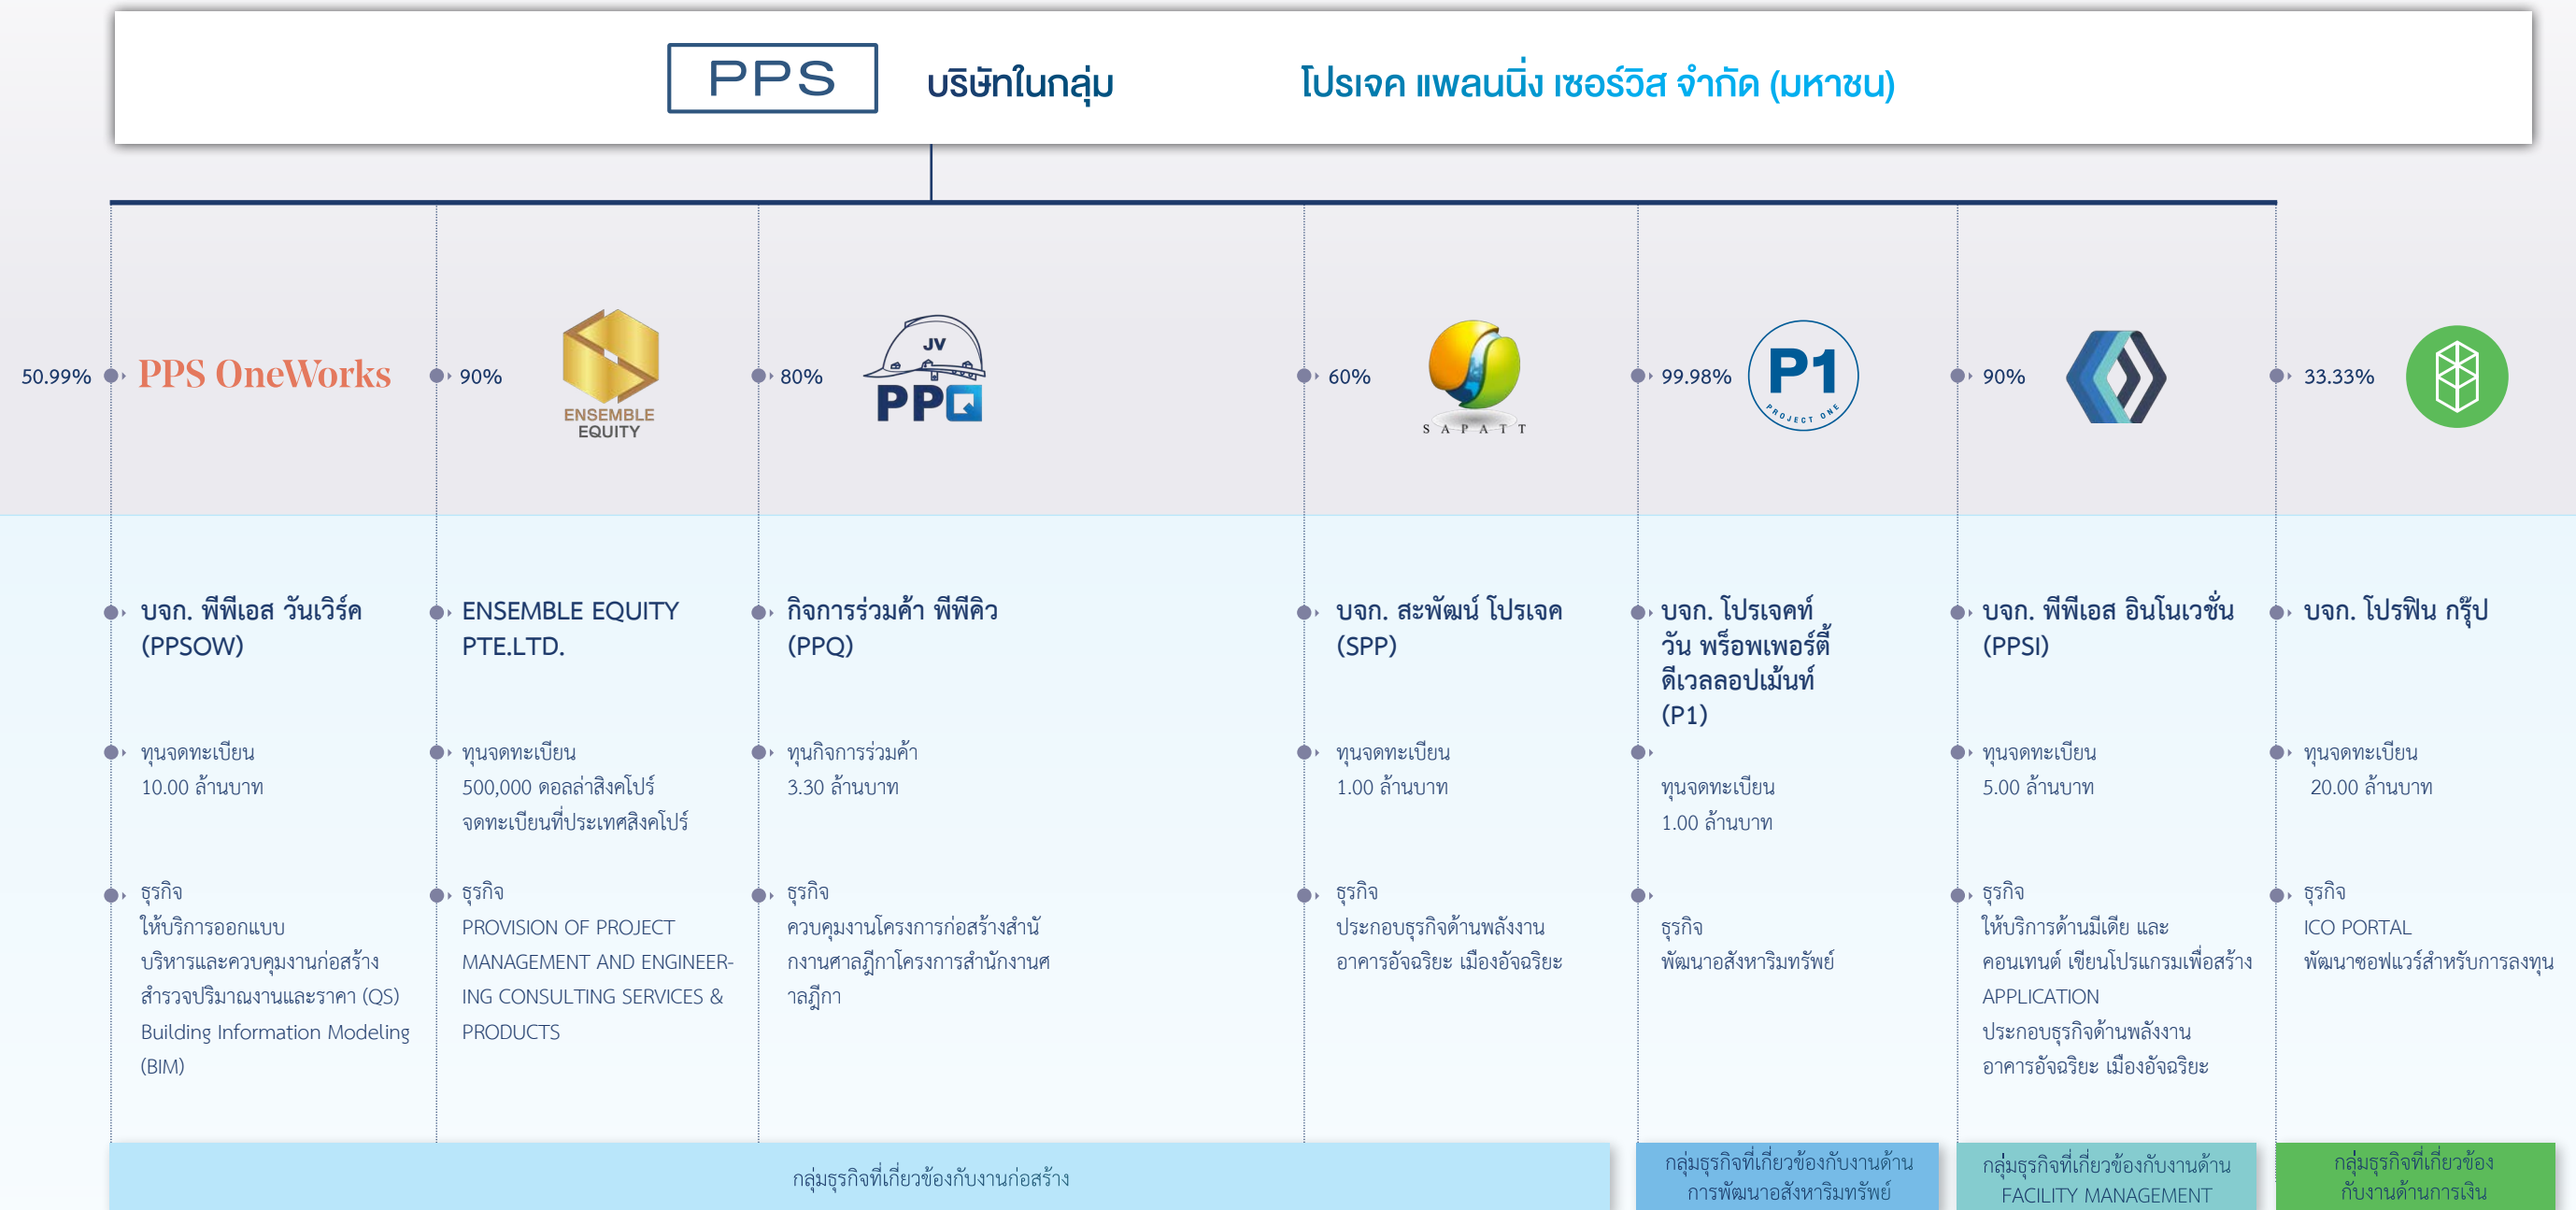 PPS
บริษัทในกลุ่ม โปรเจค แพลนนิ่ง เซอร์วิส จำกัด (มหาชน)
50.99%
PPS OneWorks
90%
ENSEMBLE
EQUITY
80%
JV
PPQ
60%
SAPATT
99.98%
P1
PROJECT ONE
90%
33.33%
บจก. พีพีเอส วันเวิร์ค
(PPSOW)
ทุนจดทะเบียน
10.00 ล้านบาท
ธุรกิจ
ให้บริการออกแบบ
บริหารและควบคุมงานก่อสร้าง
สำรวจปริมาณงานและราคา (QS)
Building Information Modeling
(BIM)
ENSEMBLE EQUITY
PTE.LTD.
ทุนจดทะเบียน
500,000 ดอลล่าสิงคโปร์
จดทะเบียนที่ประเทศสิงคโปร์
ธุรกิจ
PROVISION OF PROJECT
MANAGEMENT AND ENGINEER-
ING CONSULTING SERVICES &
PRODUCTS
กิจการร่วมค้า พีพีคิว
(PPQ)
ทุนกิจการร่วมค้า
3.30 ล้านบาท
ธุรกิจ
ควบคุมงานโครงการก่อสร้างสำนั
กงานศาลฎีกาโครงการสำนักงานศ
าลฎีกา
บจก. สะพัฒน์ โปรเจค
(SPP)
ทุนจดทะเบียน
1.00 ล้านบาท
ธุรกิจ
ประกอบธุรกิจด้านพลังงาน
อาคารอัจฉริยะ เมืองอัจฉริยะ
บจก. โปรเจคท์
วัน พร็อพเพอร์ตี้
ดีเวลลอปเม้นท์
(P1)
ทุนจดทะเบียน
1.00 ล้านบาท
ธุรกิจ
พัฒนาอสังหาริมทรัพย์
บจก. พีพีเอส อินโนเวชั่น
(PPSI)
ทุนจดทะเบียน
5.00 ล้านบาท
ธุรกิจ
ให้บริการด้านมีเดีย และ
คอนเทนต์ เขียนโปรแกรมเพื่อสร้าง
APPLICATION
ประกอบธุรกิจด้านพลังงาน
อาคารอัจฉริยะ เมืองอัจฉริยะ
บจก. โปรฟิน กรุ๊ป
ทุนจดทะเบียน
20.00 ล้านบาท
ธุรกิจ
ICO PORTAL
พัฒนาซอฟแวร์สำหรับการลงทุน
กลุ่มธุรกิจที่เกี่ยวข้องกับงานก่อสร้าง
กลุ่มธุรกิจที่เกี่ยวข้องกับงานด้าน
การพัฒนาอสังหาริมทรัพย์
กลุ่มธุรกิจที่เกี่ยวข้องกับงานด้าน
FACILITY MANAGEMENT
กลุ่มธุรกิจที่เกี่ยวข้อง
กับงานด้านการเงิน